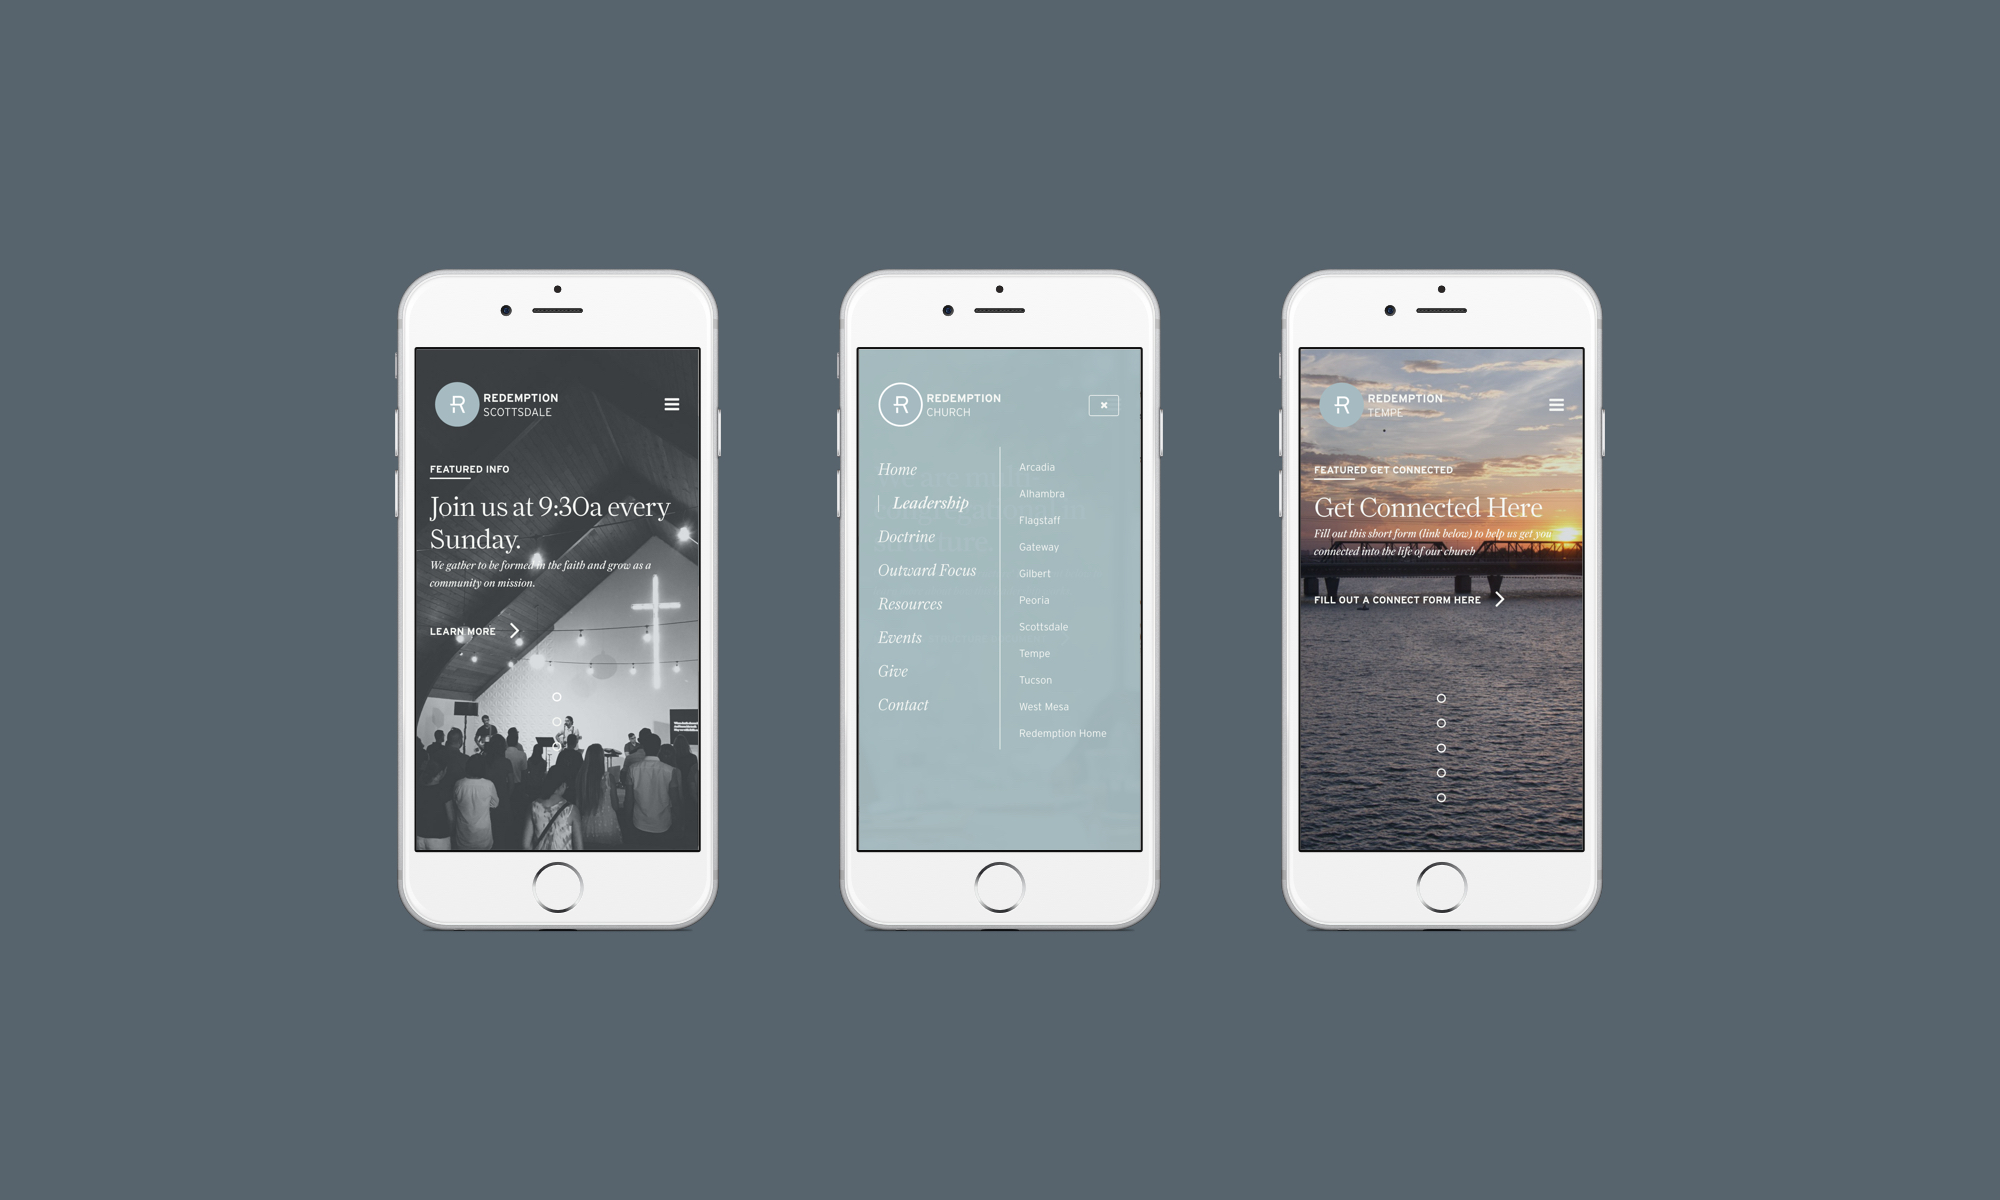 R
REDEMPTION
SCOTTSDALE
FEATURED INFO
Join us at 9:30a every
Sunday.
We gather to be formed in the faith and grow as a
community on mission.
LEARN MORE
R
REDEMPTION
CHURCH
Home
Leadership
Doctrine
Outward Focus
Resources
Events
Give
Contact
Arcadia
Alhambra
Flagstaff
Gateway
Gilbert
Peoria
Scottsdale
Tempe
Tucson
West Mesa
Redemption Home
R
REDEMPTION
TEMPE
FEATURED GET CONNECTED
Get Connected Here
Fill out this short form (link below) to help us get you
connected into the life of our church
FILL OUT A CONNECT FORM HERE